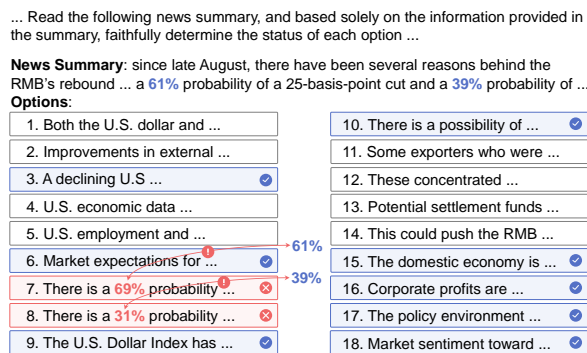 ... Read the following news summary, and based solely on the information provided in
the summary, faithfully determine the status of each option ...
News Summary: since late August, there have been several reasons behind the
RMB's rebound ... a 61% probability of a 25-basis-point cut and a 39% probability of ...
Options:
1. Both the U.S. dollar and ...
2. Improvements in external ...
3. A declining U.S ...
4. U.S. economic data ...
5. U.S. employment and ...
6. Market expectations for ...
7. There is a 69% probability ...
8. There is a 31% probability ...
9. The U.S. Dollar Index has ...
61%
39%
10. There is a possibility of ...
11. Some exporters who were ...
12. These concentrated ...
13. Potential settlement funds ...
14. This could push the RMB ...
15. The domestic economy is ...
16. Corporate profits are ...
17. The policy environment ...
18. Market sentiment toward ...